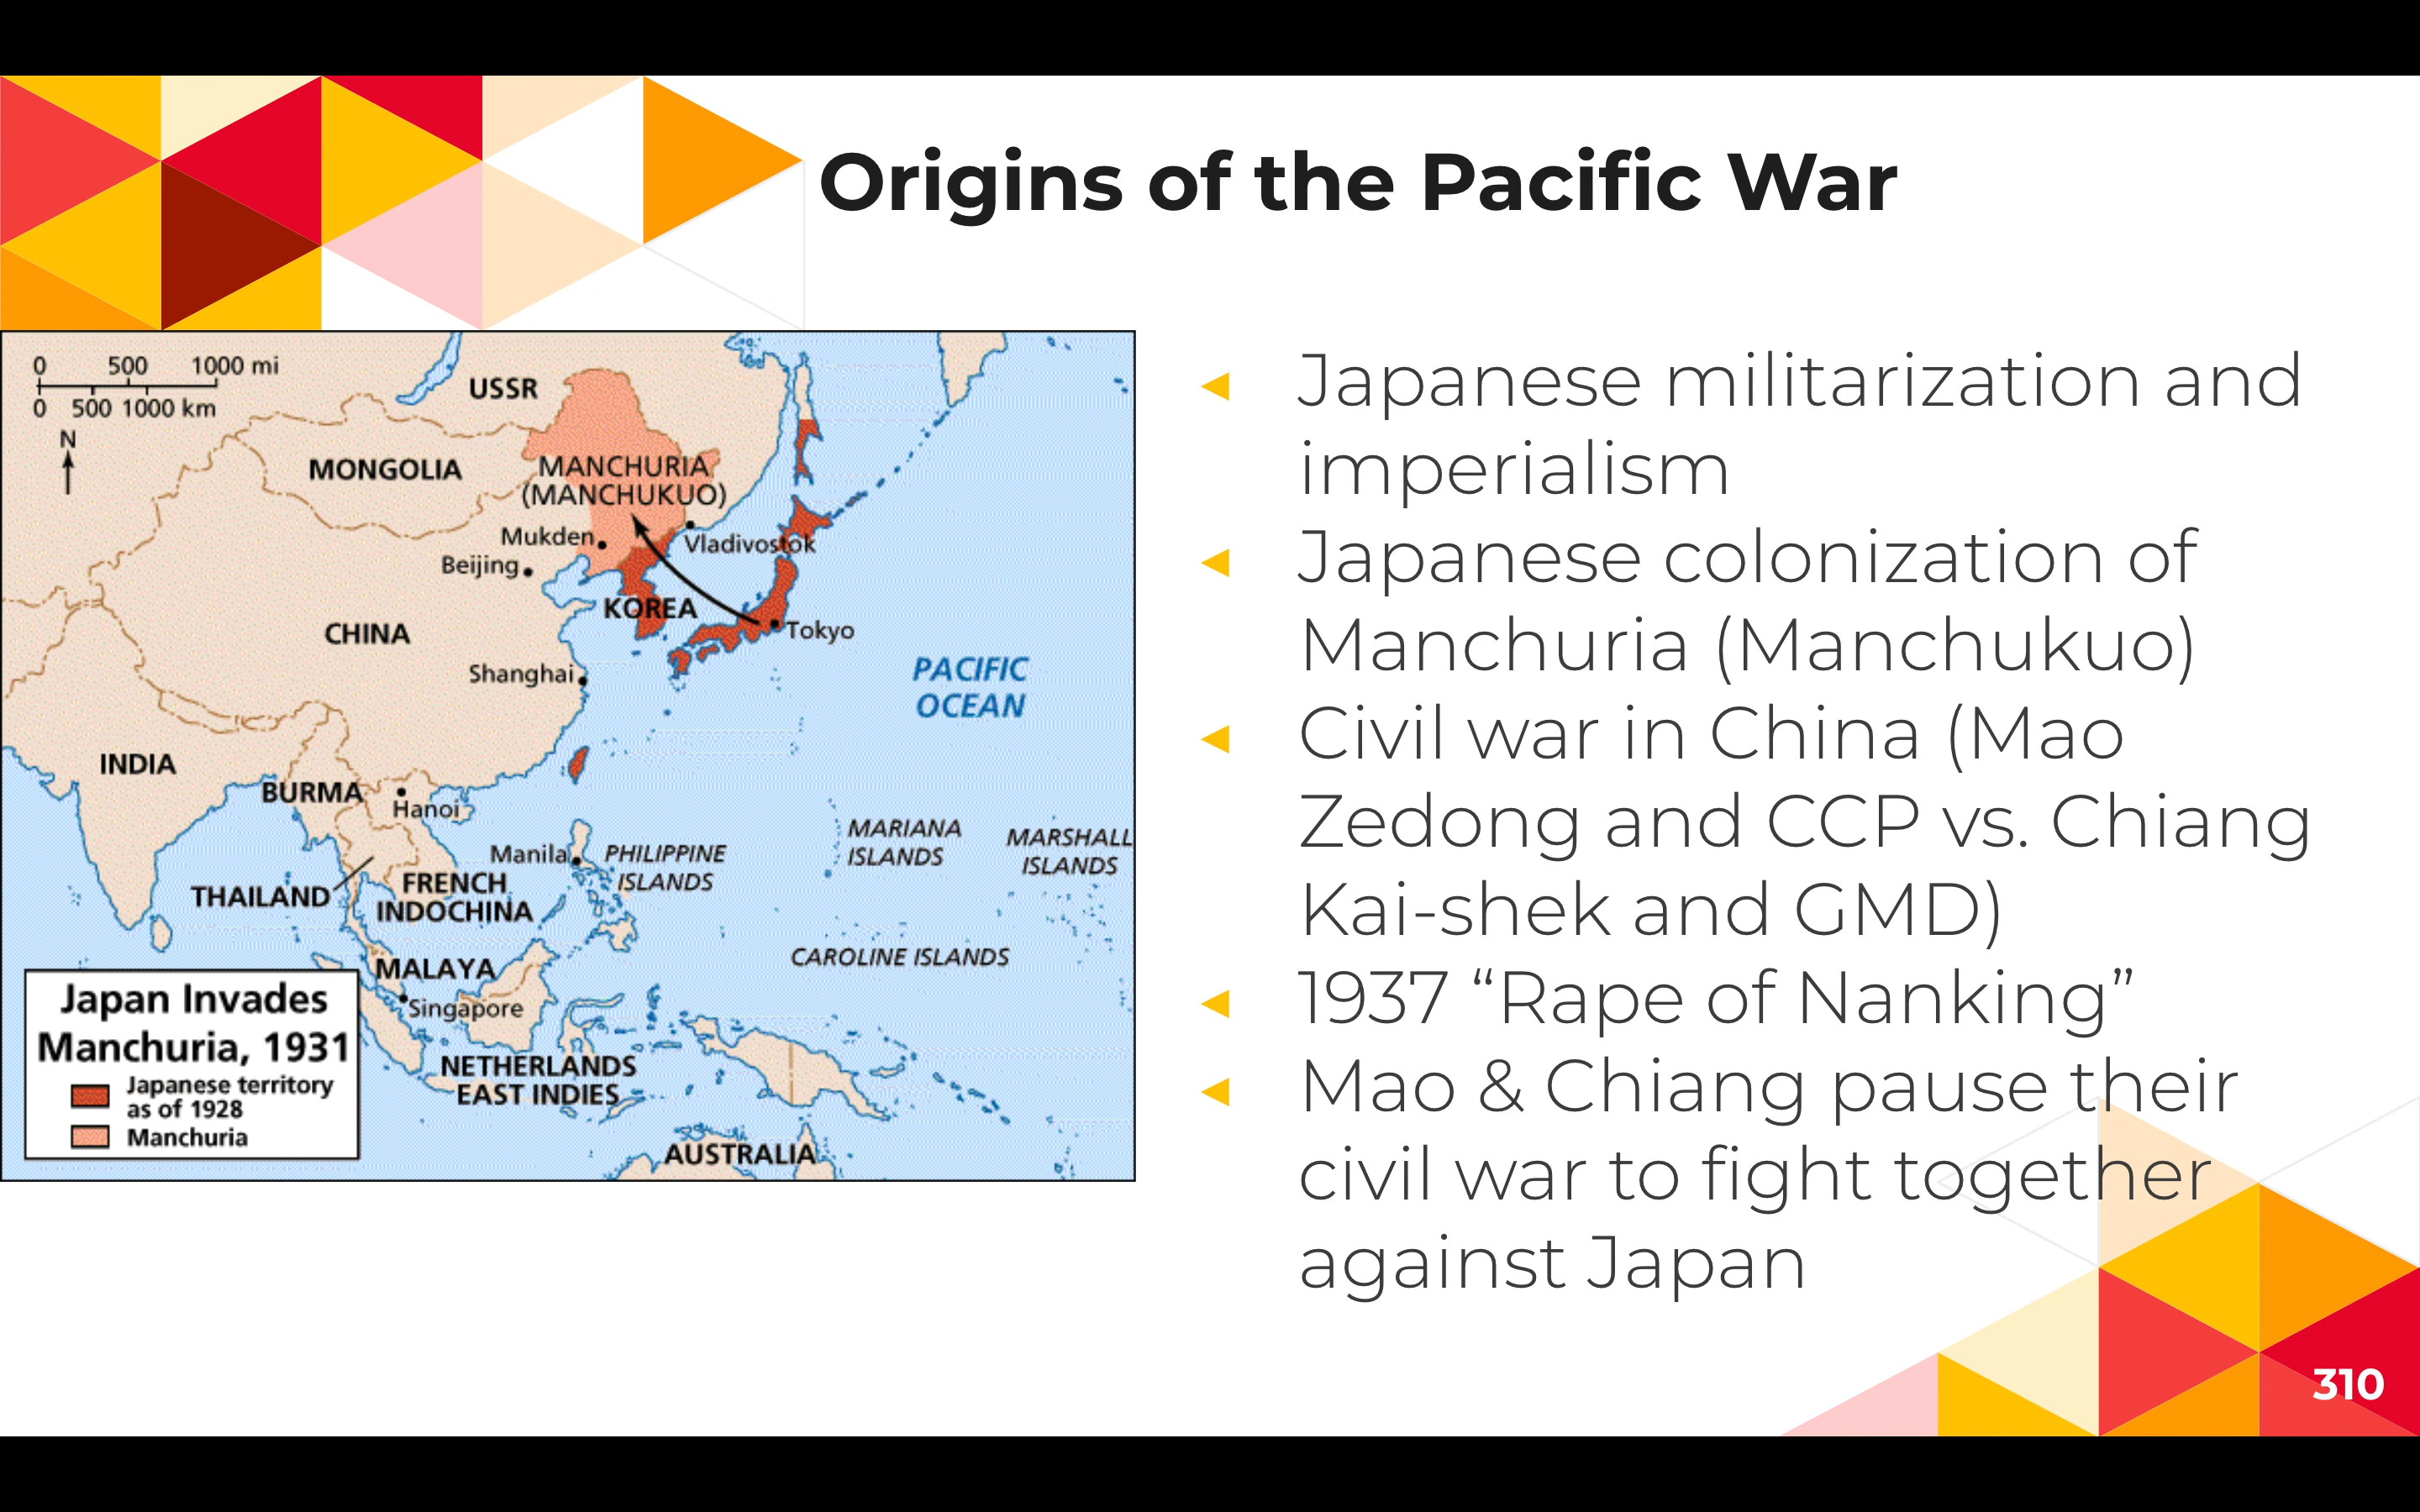 Origins of the Pacific War
0 500 1000 mi
0 500 1000 km
N
USSR
MONGOLIA
MANCHURIA
(MANCHUKUO)
Mukden
Vladivostok
Beijing
KOREA
CHINA
Tokyo
Shanghai
PACIFIC
OCEAN
INDIA
BURMA
Hanoi
Manila
PHILIPPINE
ISLANDS
MARIANA
ISLANDS
MARSHALL
ISLANDS
THAILAND
FRENCH
INDOCHINA
CAROLINE ISLANDS
MALAYA
Singapore
NETHERLANDS
EAST INDIES
AUSTRALIA
Japan Invades
Manchuria, 1931
Japanese territory
as of 1928
Manchuria
Japanese militarization and
imperialism
Japanese colonization of
Manchuria (Manchukuo)
Civil war in China (Mao
Zedong and CCP vs. Chiang
Kai-shek and GMD)
1937 “Rape of Nanking”
Mao & Chiang pause their
civil war to fight together
against Japan
310